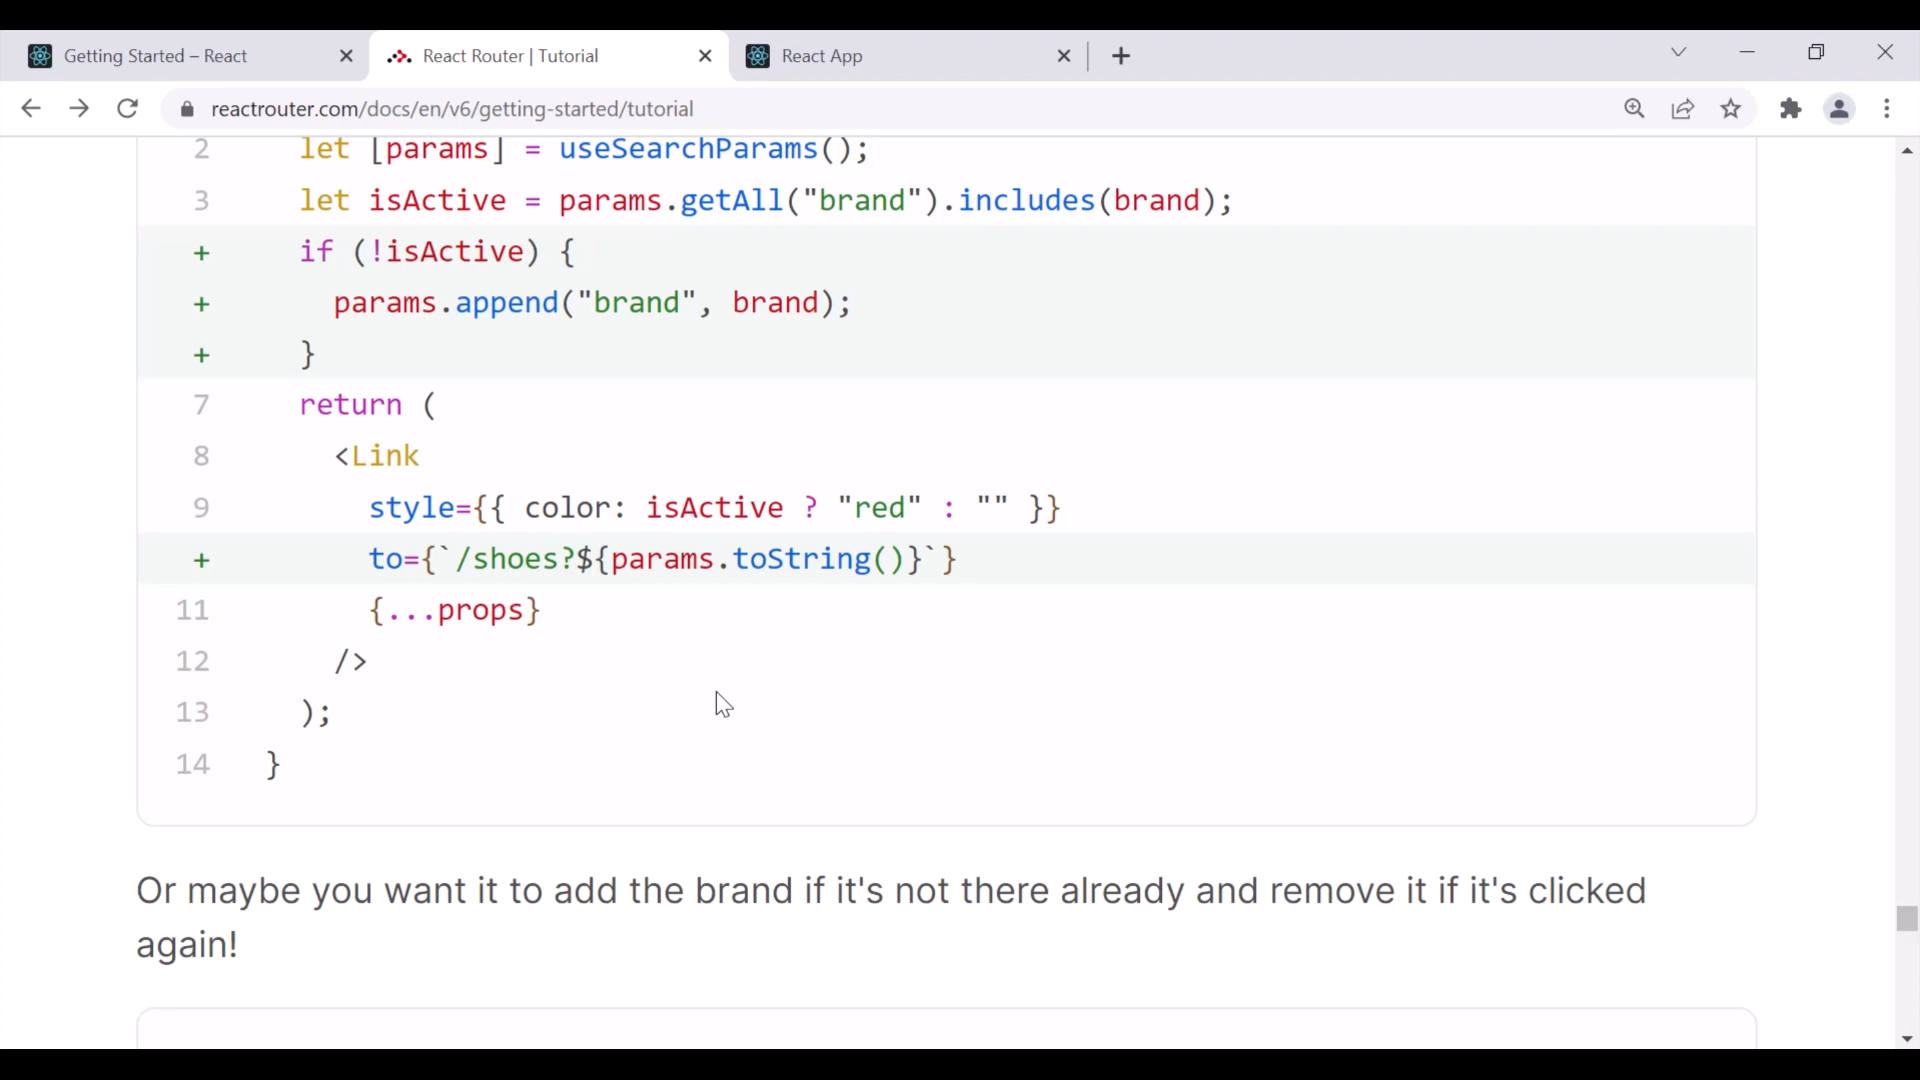 Getting Started – React
React Router | Tutorial
React App
reactrouter.com/docs/en/v6/getting-started/tutorial
2 let [params] = useSearchParams();
3 let isActive = params.getAll("brand").includes(brand);
+ if (!isActive) {
+ params.append("brand", brand);
+ }
7 return (
8 <Link
9 style={{ color: isActive ? "red" : "" }}
+ to={`/shoes?${params.toString()}`}
11 {...props}
12 />
13 );
14 }
Or maybe you want it to add the brand if it's not there already and remove it if it's clicked
again!